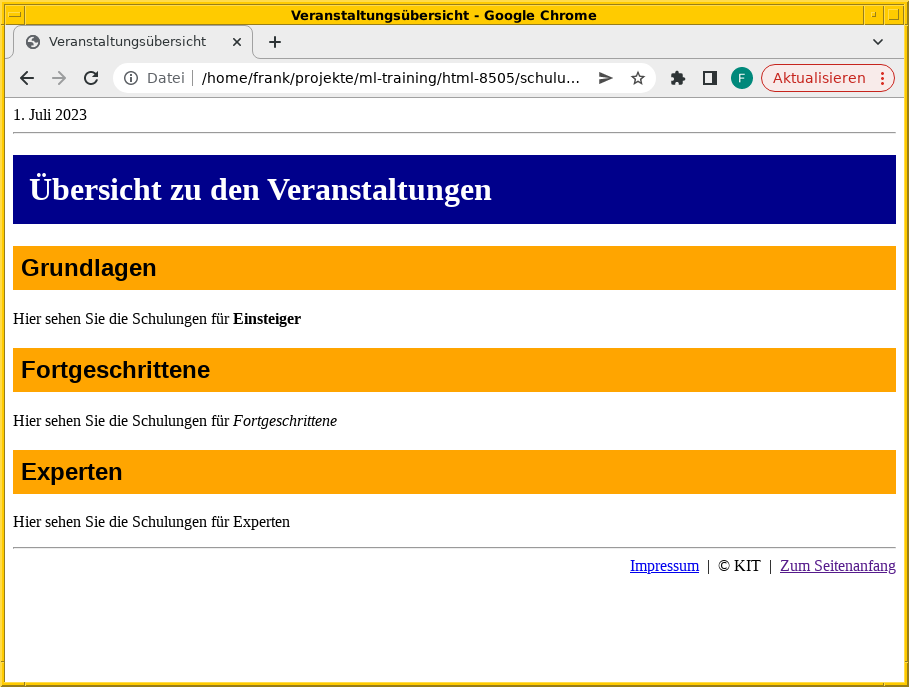 Veranstaltungsübersicht - Google Chrome
Veranstaltungsübersicht
Datei | /home/frank/projekte/ml-training/html-8505/schulu... F Aktualisieren
1. Juli 2023
Übersicht zu den Veranstaltungen
Grundlagen
Hier sehen Sie die Schulungen für Einsteiger
Fortgeschrittene
Hier sehen Sie die Schulungen für Fortgeschrittene
Experten
Hier sehen Sie die Schulungen für Experten
Impressum | © KIT | Zum Seitenanfang